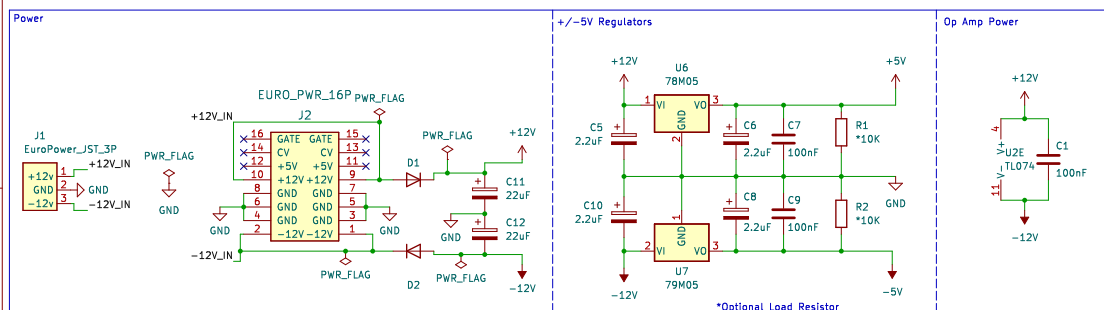 Power
+/-5V Regulators
Op Amp Power
J1
EuroPower_JST_3P
+12v 1 +12V_IN
GND 2 GND
-12v 3 -12V_IN
PWR_FLAG
GND
EURO_PWR_16P
J2
+12V_IN
PWR_FLAG
16 GATE GATE 15
14 CV CV 13
12 +5V +5V 11
10 +12V +12V 9
8 GND GND 7
6 GND GND 5
4 GND GND 3
2 -12V -12V 1
GND
GND
-12V_IN
PWR_FLAG
D1
PWR_FLAG
+12V
C11
22uF
GND
C12
22uF
D2
PWR_FLAG
-12V
+12V
U6
78M05
1 VI VO 3
GND
2
+5V
C5
2.2uF
C6
2.2uF
C7
100nF
R1
*10K
GND
C10
2.2uF
C8
2.2uF
C9
100nF
R2
*10K
1
GND
2 VI VO 3
U7
79M05
-12V
-5V
*Optional Load Resistor
+12V
4
V+
U2E
TL074
V-
11
C1
100nF
-12V